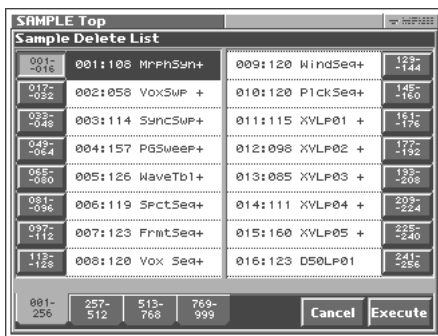 SAMPLE Top
Sample Delete List
001-
-016
001:108 MrphSyn+
009:120 WindSeq+
129-
-144
017-
-032
002:058 VoxSwp +
010:120 PlckSeq+
145-
-160
033-
-048
003:114 SyncSwp+
011:115 XVLp01 +
161-
-176
049-
-064
004:157 PGSweep+
012:098 XVLp02 +
177-
-192
065-
-080
005:126 WaveTbl+
013:085 XVLp03 +
193-
-208
081-
-096
006:119 SpctSeq+
014:111 XVLp04 +
209-
-224
097-
-112
007:123 FrmtSeq+
015:160 XVLp05 +
225-
-240
113-
-128
008:120 Vox Seq+
016:123 D50Lp01
241-
-256
001-
256
257-
512
513-
768
769-
999
Cancel
Execute